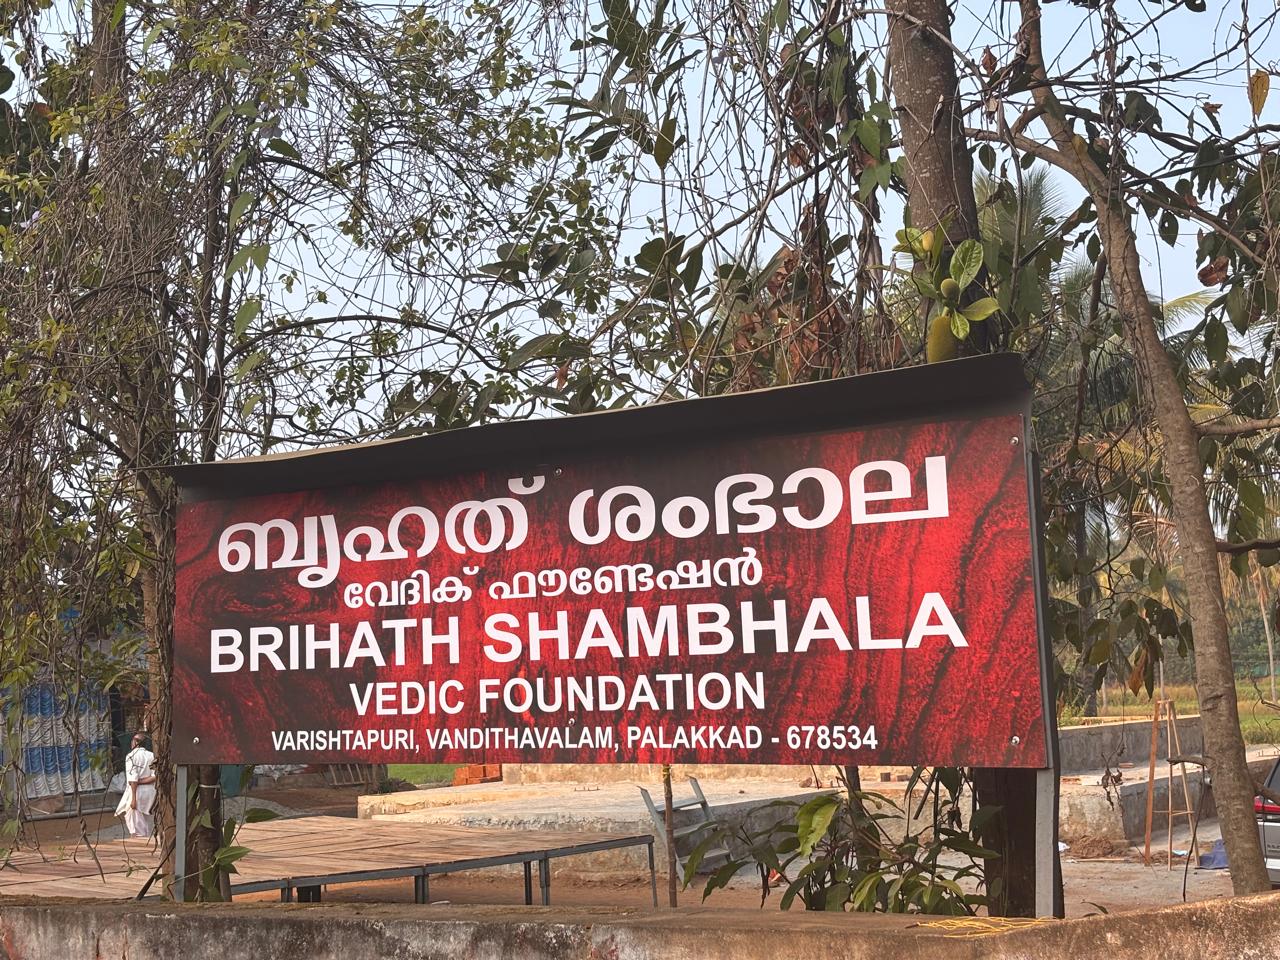 ബൃഹത് ശംഭാല
വേദിക് ഫൗണ്ടേഷൻ
BRIHATH SHAMBHALA
VEDIC FOUNDATION
VARISHTAPURI, VANDITHAVALAM, PALAKKAD - 678534